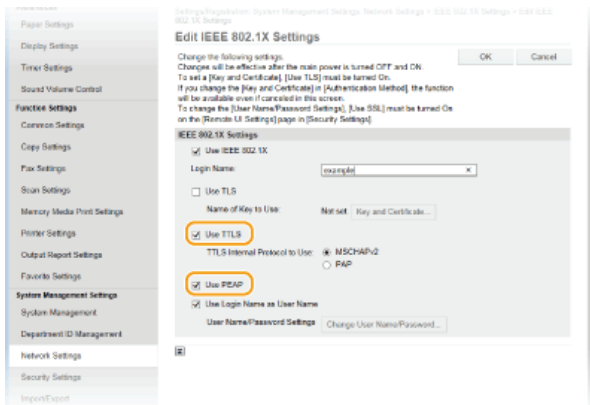 Paper Settings
Display Settings
Timer Settings
Sound Volume Control
Function Settings
Common Settings
Copy Settings
Fax Settings
Scan Settings
Memory Media Print Settings
Printer Settings
Output Report Settings
Favorite Settings
System Management Settings
System Management
Department ID Management
Network Settings
Security Settings
Import/Export
Settings/Registration: System Management Settings: Network Settings > IEEE 802.1X Settings > Edit IEEE
802.1X Settings
Edit IEEE 802.1X Settings
Change the following settings.
Changes will be effective after the main power is turned OFF and ON.
To set a [Key and Certificate], [Use TLS] must be turned On.
If you change the [Key and Certificate] in [Authentication Method], the function
will be available even if canceled in this screen.
To change the [User Name/Password Settings], [Use SSL] must be turned On
on the [Remote UI Settings] page in [Security Settings].
OK
Cancel
IEEE 802.1X Settings
Use IEEE 802.1X
Login Name:
example
×
Use TLS
Name of Key to Use:
Not set
Key and Certificate...
Use TTLS
TTLS Internal Protocol to Use:
MSCHAPv2
PAP
Use PEAP
Use Login Name as User Name
User Name/Password Settings
Change User Name/Password...